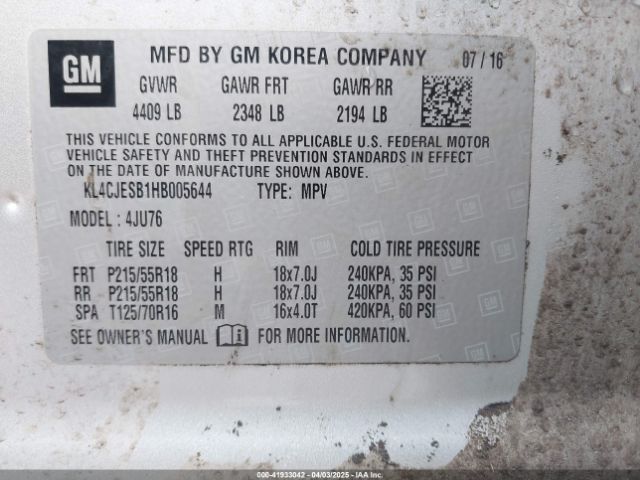 GM MFD BY GM KOREA COMPANY 07/16
GVWR GAWR FRT GAWR RR
4409 LB 2348 LB 2194 LB
THIS VEHICLE CONFORMS TO ALL APPLICABLE U.S. FEDERAL MOTOR
VEHICLE SAFETY AND THEFT PREVENTION STANDARDS IN EFFECT
ON THE DATE OF MANUFACTURE SHOWN ABOVE.
KL4CJESB1HB005644 TYPE: MPV
MODEL: 4JU76
TIRE SIZE SPEED RTG RIM COLD TIRE PRESSURE
FRT P215/55R18 H 18x7.0J 240KPA, 35 PSI
RR P215/55R18 H 18x7.0J 240KPA, 35 PSI
SPA T125/70R16 M 16x4.0T 420KPA, 60 PSI
SEE OWNER'S MANUAL FOR MORE INFORMATION.
000-41933042 - 04/03/2025 - IAA Inc.